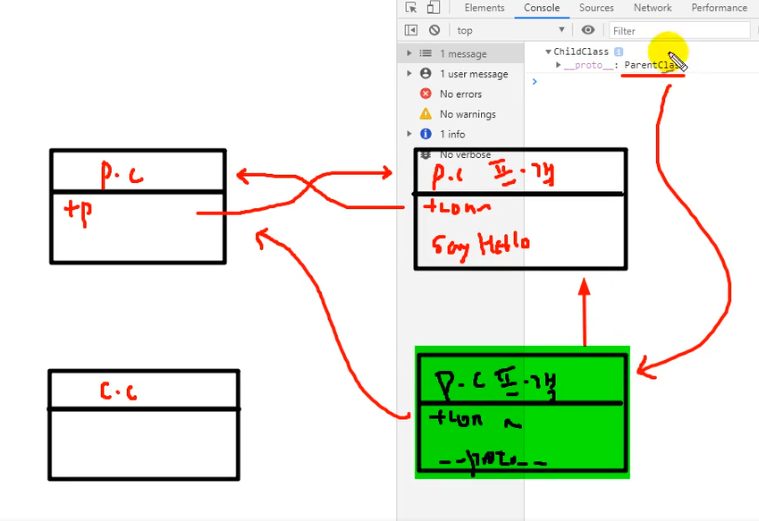 Elements Console Sources Network Performance
top Filter
1 message
1 user message
No errors
No warnings
1 info
No verbose
ChildClass i
__proto__: ParentClass
P.C
+P
P.C 프.객
+con~
Say Hello
C.C
P.C 프.객
+con ~
__proto__